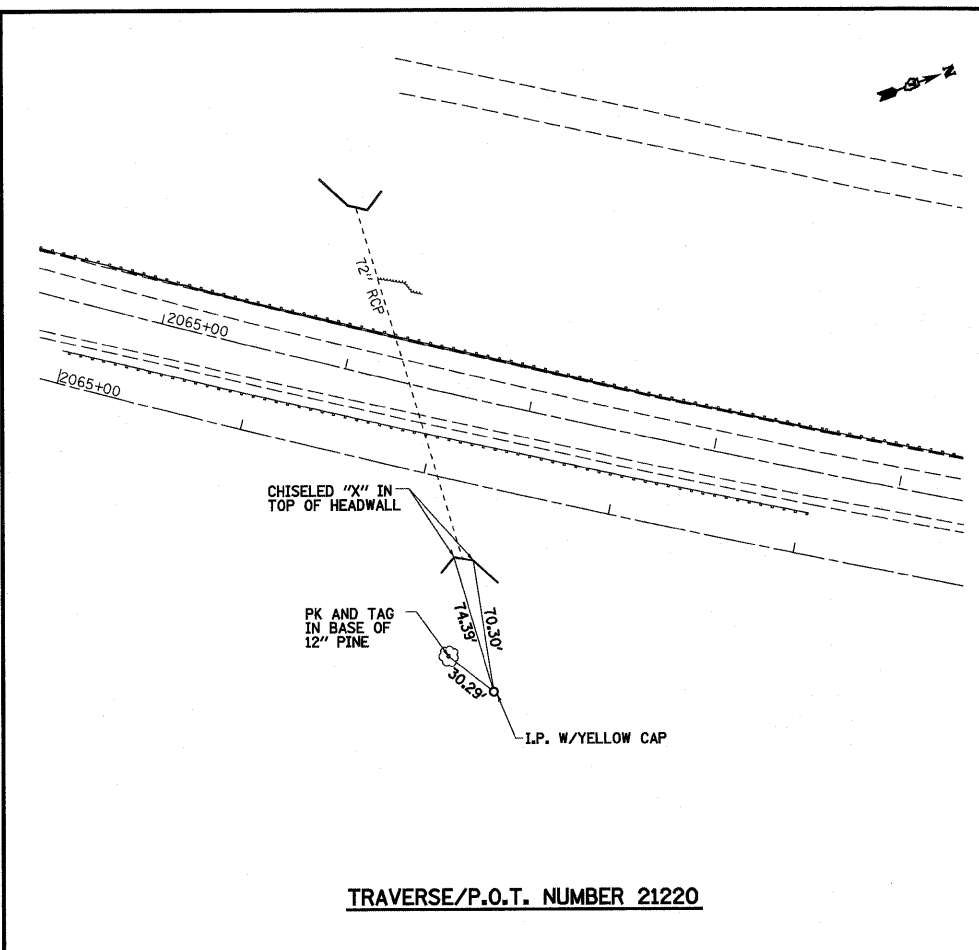 N
72" RCP
2065+00
2065+00
CHISELED "X" IN
TOP OF HEADWALL
74.39'
70.30'
PK AND TAG
IN BASE OF
12" PINE
30.29'
I.P. W/YELLOW CAP
TRAVERSE/P.O.T. NUMBER 21220